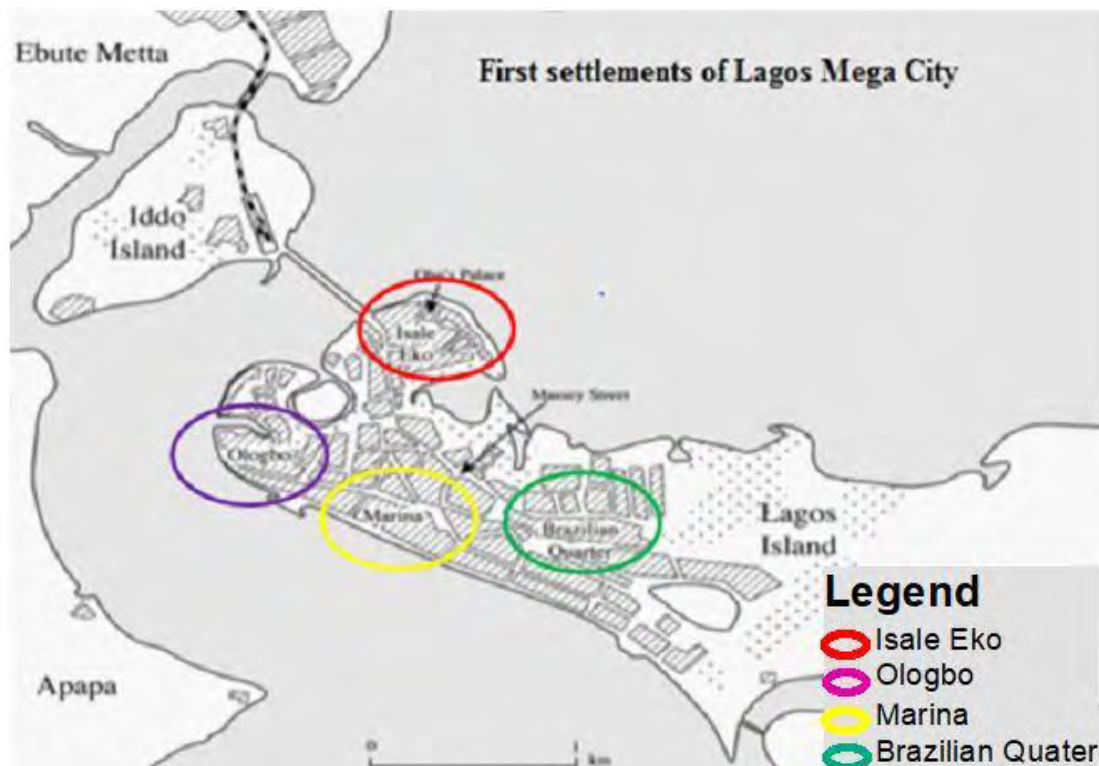 Ebute Metta
First settlements of Lagos Mega City
Iddo
Island
Oba's Palace
Isale
Eko
Massey Street
Ologbo
Marina
Brazilian
Quarter
Lagos
Island
Apapa
0
1
km
Legend
Isale Eko
Ologbo
Marina
Brazilian Quater